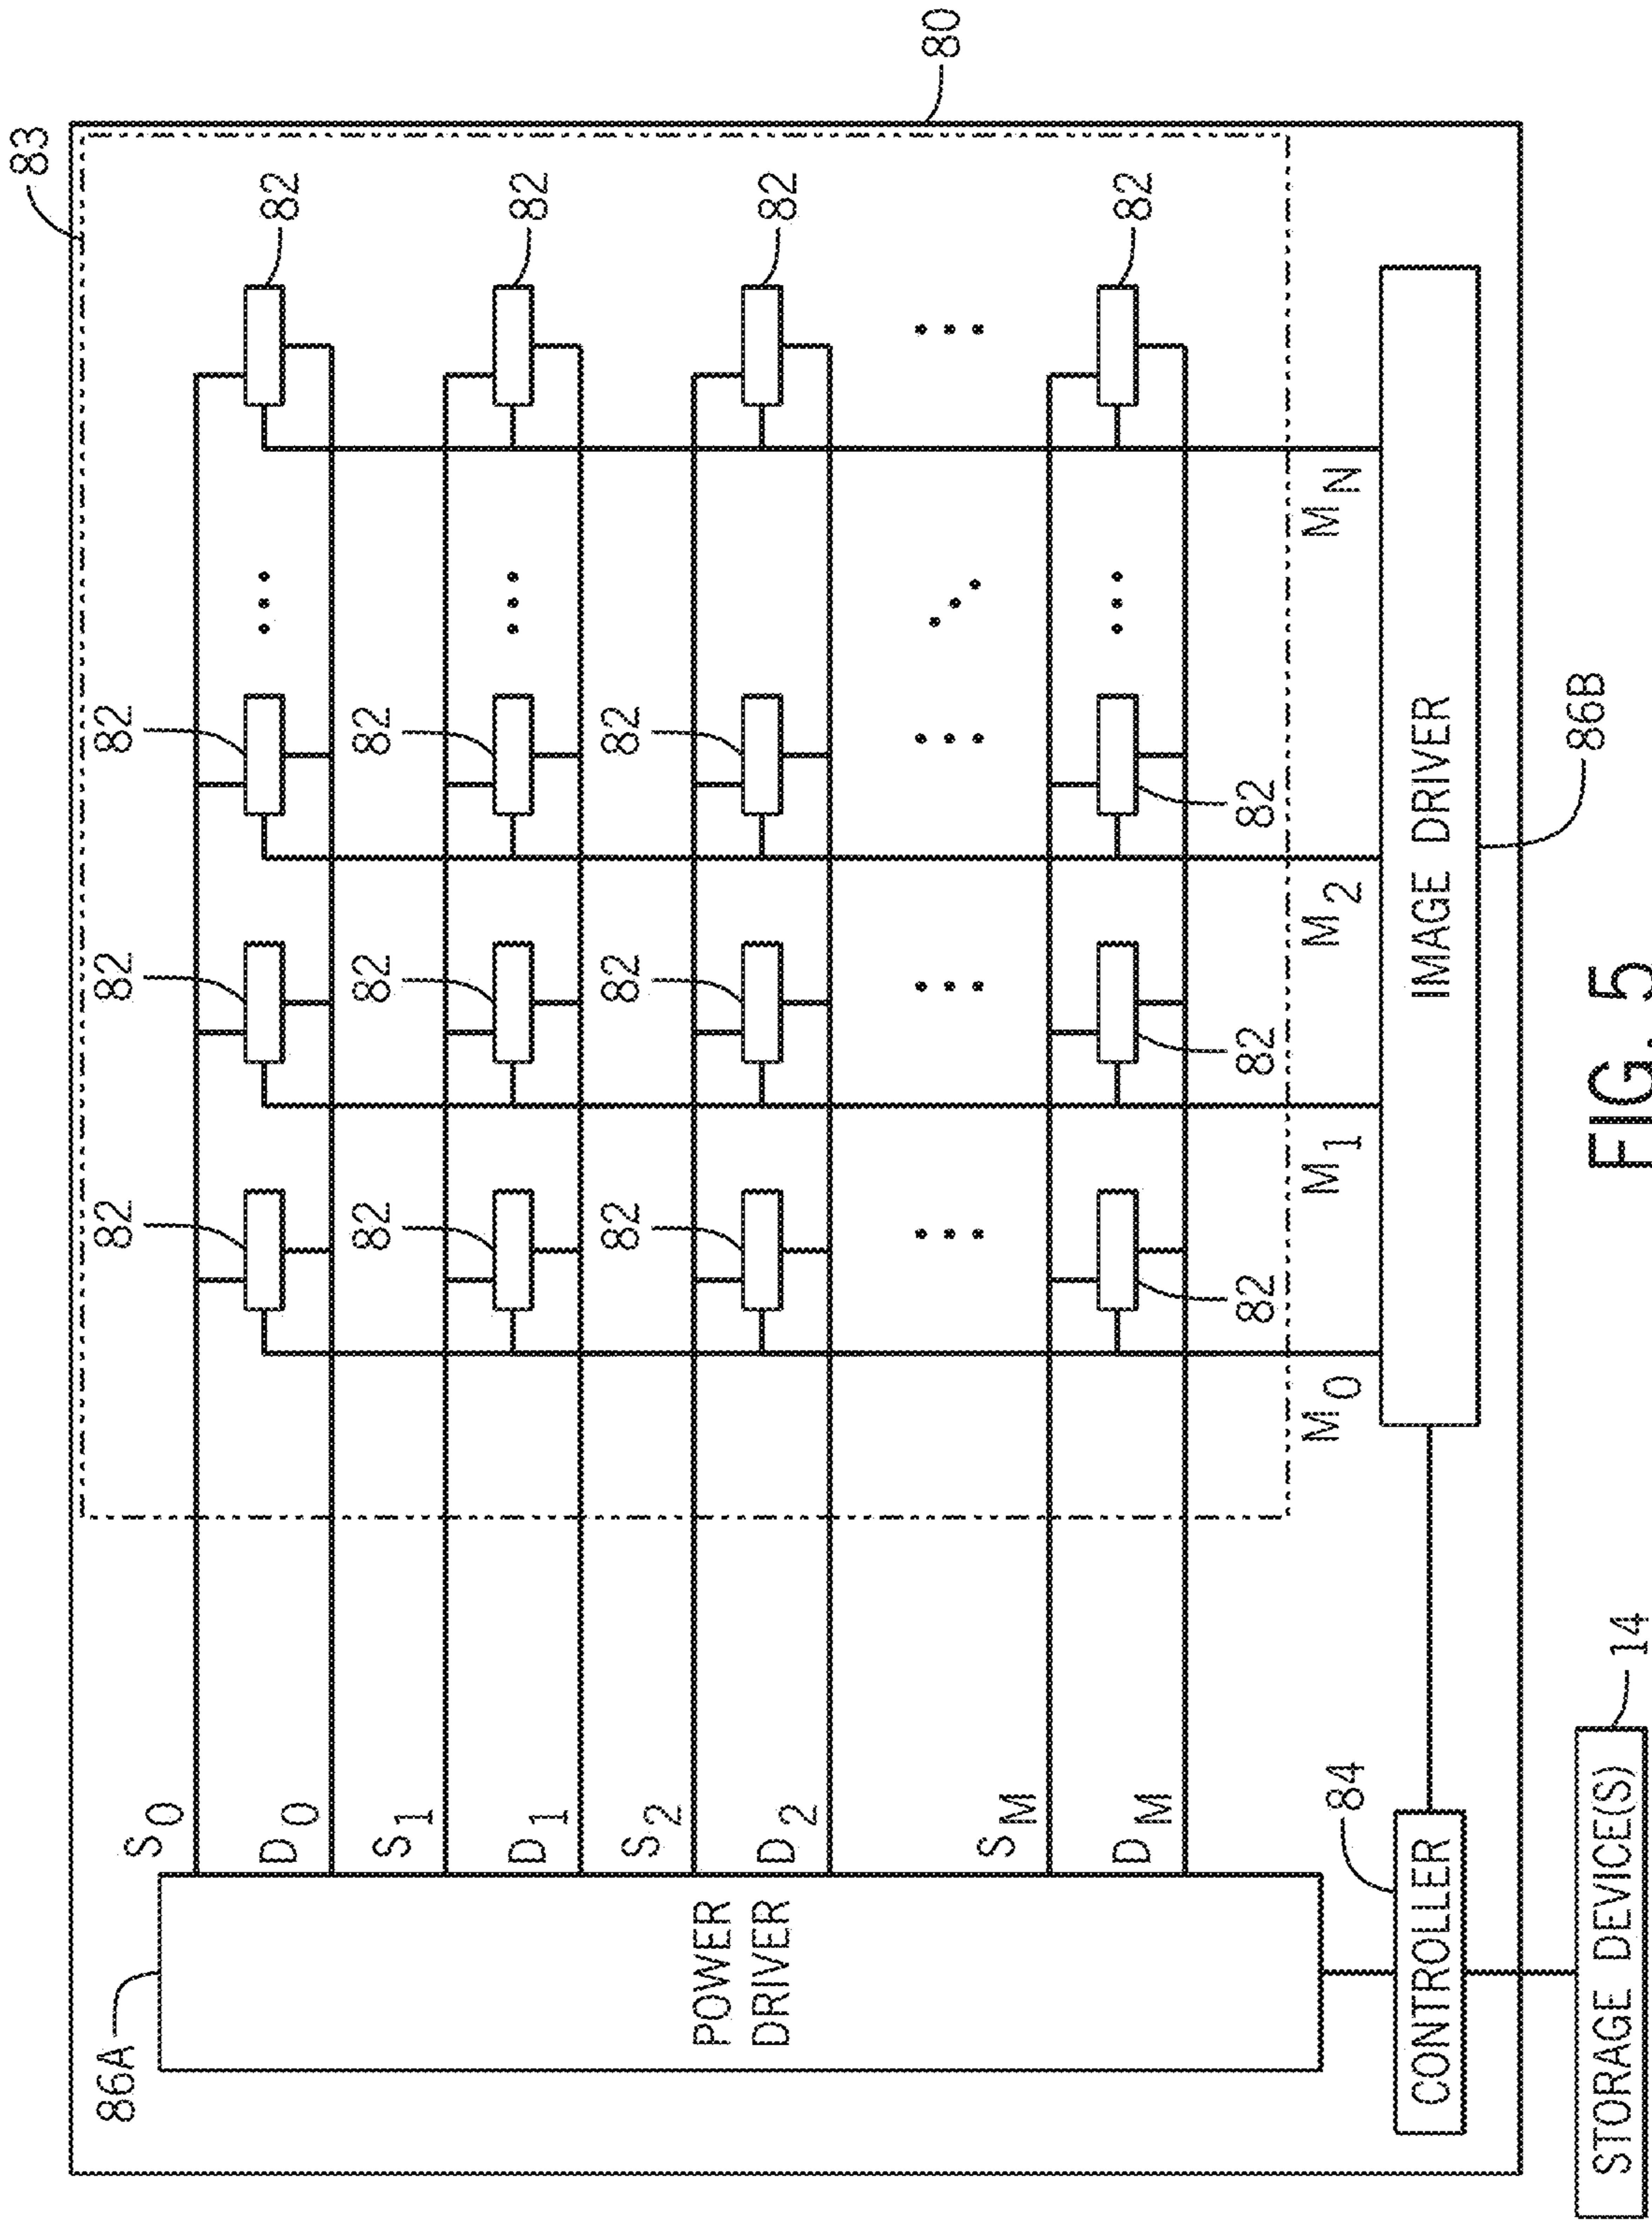 83
86A
82 82 82
S0
D0
82
82 82 82
S1
D1
82
82 82 82
S2
D2
82
POWER
DRIVER
80
SM
DM
82
82 82 82
M0 M1 M2 MN
84
CONTROLLER
IMAGE DRIVER
86B
STORAGE DEVICE(S)
14
FIG. 5